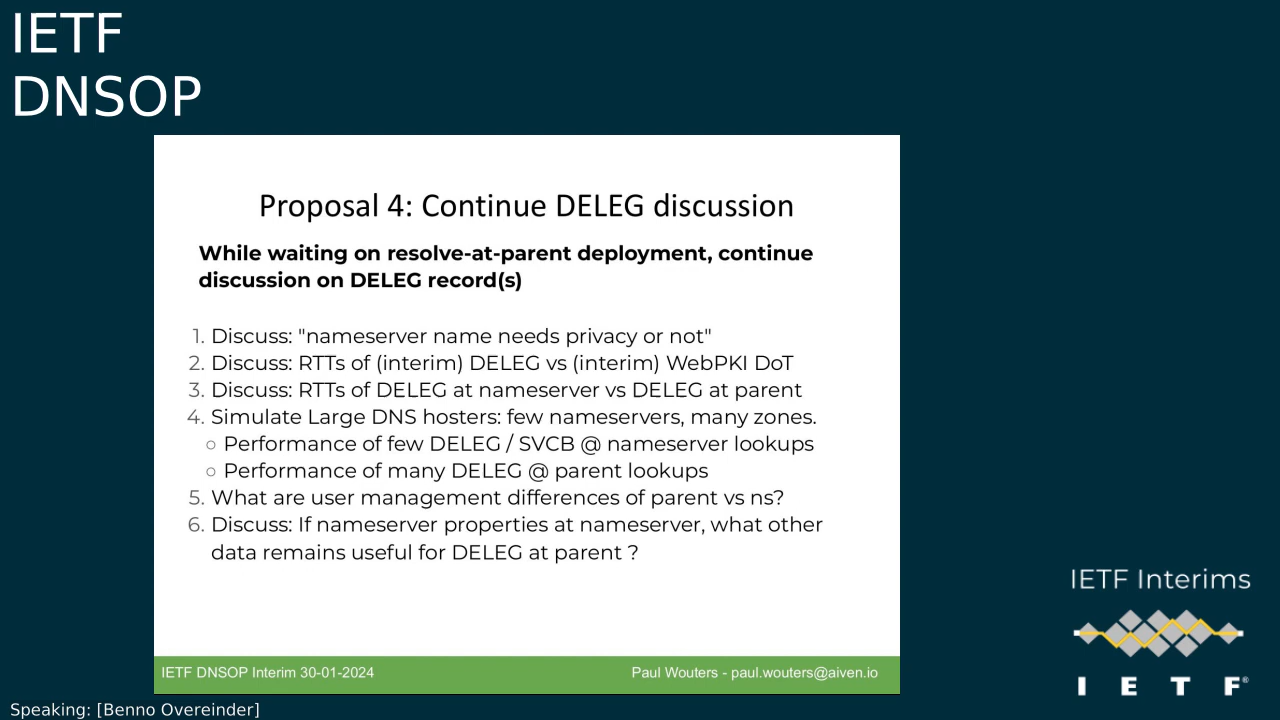 IETF
DNSOP
Proposal 4: Continue DELEG discussion
While waiting on resolve-at-parent deployment, continue
discussion on DELEG record(s)
1. Discuss: "nameserver name needs privacy or not"
2. Discuss: RTTs of (interim) DELEG vs (interim) WebPKI DoT
3. Discuss: RTTs of DELEG at nameserver vs DELEG at parent
4. Simulate Large DNS hosters: few nameservers, many zones.
○ Performance of few DELEG / SVCB @ nameserver lookups
○ Performance of many DELEG @ parent lookups
5. What are user management differences of parent vs ns?
6. Discuss: If nameserver properties at nameserver, what other
data remains useful for DELEG at parent ?
IETF DNSOP Interim 30-01-2024
Paul Wouters - paul.wouters@aiven.io
IETF Interims
I E T F®
Speaking: [Benno Overeinder]